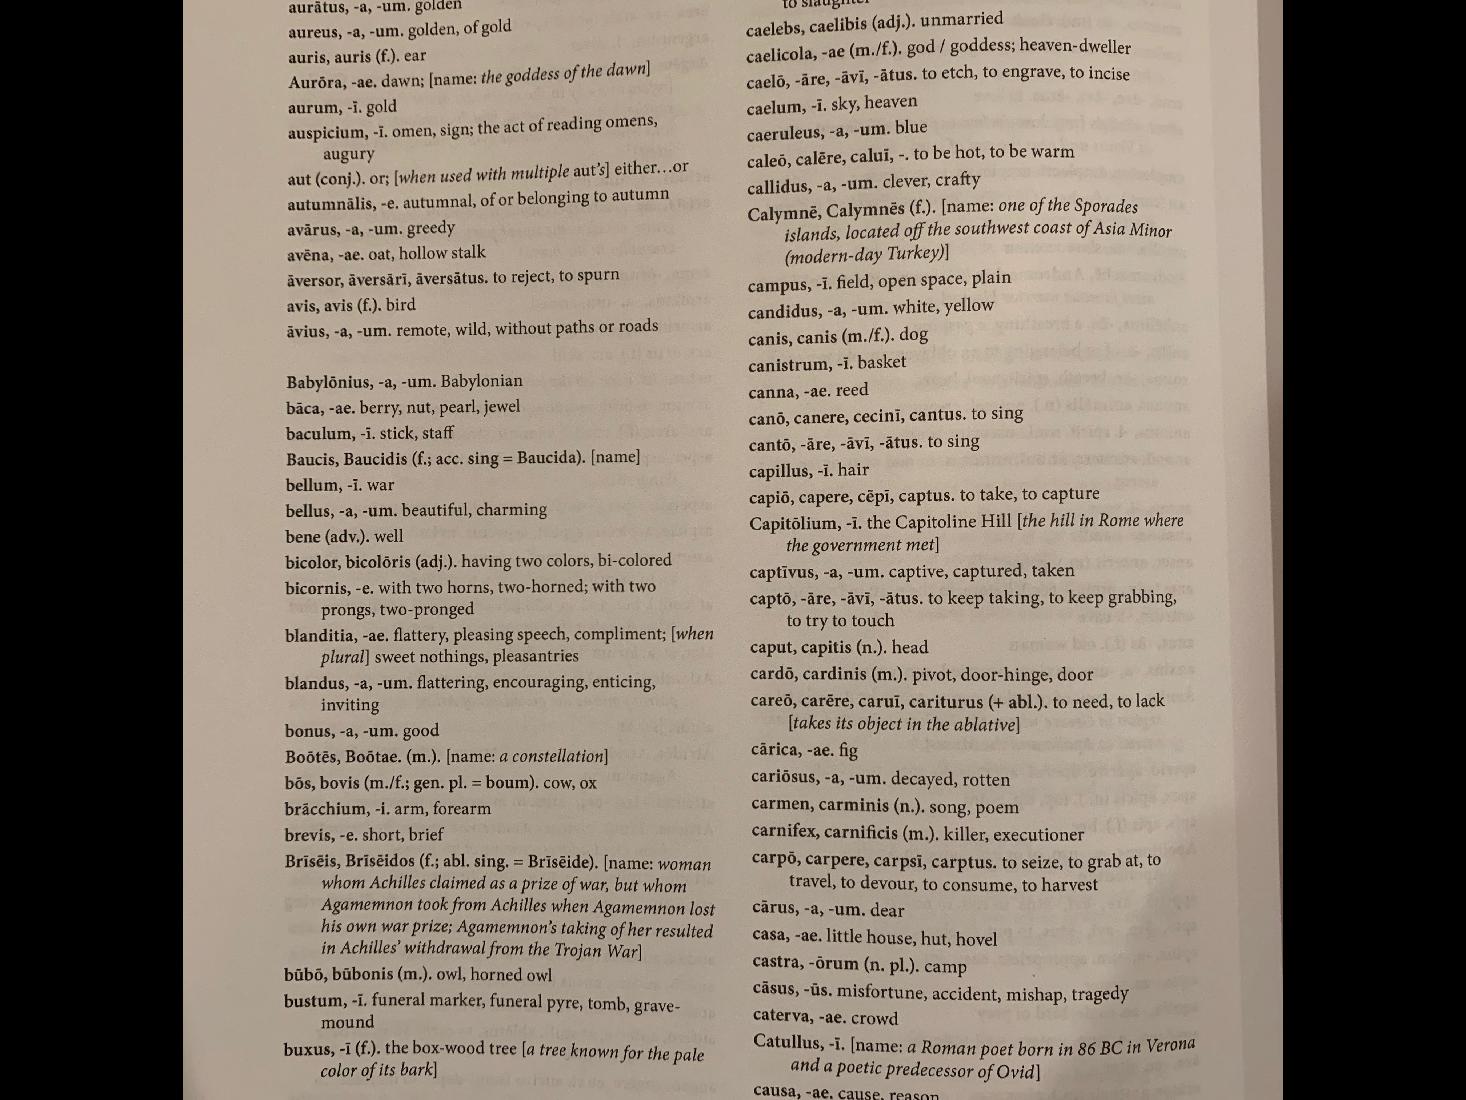 aurātus, -a, -um. golden
aureus, -a, -um. golden, of gold
auris, auris (f.). ear
Aurōra, -ae. dawn; [name: the goddess of the dawn]
aurum, -ī. gold
auspicium, -ī. omen, sign; the act of reading omens,
augury
aut (conj.). or; [when used with multiple aut's] either…or
autumnālis, -e. autumnal, of or belonging to autumn
avārus, -a, -um. greedy
avēna, -ae. oat, hollow stalk
āversor, āversārī, āversātus. to reject, to spurn
avis, avis (f.). bird
āvius, -a, -um. remote, wild, without paths or roads
Babylōnius, -a, -um. Babylonian
bāca, -ae. berry, nut, pearl, jewel
baculum, -ī. stick, staff
Baucis, Baucidis (f.; acc. sing = Baucida). [name]
bellum, -ī. war
bellus, -a, -um. beautiful, charming
bene (adv.). well
bicolor, bicolōris (adj.). having two colors, bi-colored
bicornis, -e. with two horns, two-horned; with two
prongs, two-pronged
blanditia, -ae. flattery, pleasing speech, compliment; [when
plural] sweet nothings, pleasantries
blandus, -a, -um. flattering, encouraging, enticing,
inviting
bonus, -a, -um. good
Boōtēs, Boōtae. (m.). [name: a constellation]
bōs, bovis (m./f.; gen. pl. = boum). cow, ox
brācchium, -i. arm, forearm
brevis, -e. short, brief
Brīsēis, Brīsēidos (f.; abl. sing. = Brīsēide). [name: woman
whom Achilles claimed as a prize of war, but whom
Agamemnon took from Achilles when Agamemnon lost
his own war prize; Agamemnon's taking of her resulted
in Achilles' withdrawal from the Trojan War]
būbō, būbonis (m.). owl, horned owl
bustum, -ī. funeral marker, funeral pyre, tomb, grave-
mound
buxus, -ī (f.). the box-wood tree [a tree known for the pale
color of its bark]
to slaughter
caelebs, caelibis (adj.). unmarried
caelicola, -ae (m./f.). god / goddess; heaven-dweller
caelō, -āre, -āvī, -ātus. to etch, to engrave, to incise
caelum, -ī. sky, heaven
caeruleus, -a, -um. blue
caleō, calēre, caluī, -. to be hot, to be warm
callidus, -a, -um. clever, crafty
Calymnē, Calymnēs (f.). [name: one of the Sporades
islands, located off the southwest coast of Asia Minor
(modern-day Turkey)]
campus, -ī. field, open space, plain
candidus, -a, -um. white, yellow
canis, canis (m./f.). dog
canistrum, -ī. basket
canna, -ae. reed
canō, canere, cecinī, cantus. to sing
cantō, -āre, -āvī, -ātus. to sing
capillus, -ī. hair
capiō, capere, cēpī, captus. to take, to capture
Capitōlium, -ī. the Capitoline Hill [the hill in Rome where
the government met]
captīvus, -a, -um. captive, captured, taken
captō, -āre, -āvī, -ātus. to keep taking, to keep grabbing,
to try to touch
caput, capitis (n.). head
cardō, cardinis (m.). pivot, door-hinge, door
careō, carēre, caruī, cariturus (+ abl.). to need, to lack
[takes its object in the ablative]
cārica, -ae. fig
cariōsus, -a, -um. decayed, rotten
carmen, carminis (n.). song, poem
carnifex, carnificis (m.). killer, executioner
carpō, carpere, carpsī, carptus. to seize, to grab at, to
travel, to devour, to consume, to harvest
cārus, -a, -um. dear
casa, -ae. little house, hut, hovel
castra, -ōrum (n. pl.). camp
cāsus, -ūs. misfortune, accident, mishap, tragedy
caterva, -ae. crowd
Catullus, -ī. [name: a Roman poet born in 86 BC in Verona
and a poetic predecessor of Ovid]
causa, -ae. cause, reason